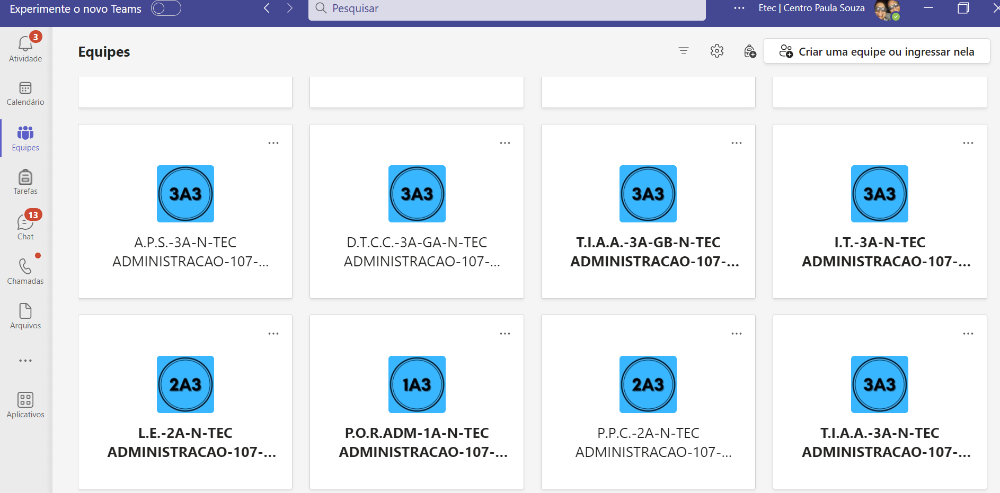 Experimente o novo Teams
Pesquisar
Etec | Centro Paula Souza
3
Atividade
Calendário
Equipes
Tarefas
13
Chat
Chamadas
Arquivos
Aplicativos
Equipes
Criar uma equipe ou ingressar nela
3A3
A.P.S.-3A-N-TEC
ADMINISTRACAO-107-...
3A3
D.T.C.C.-3A-GA-N-TEC
ADMINISTRACAO-107-...
3A3
T.I.A.A.-3A-GB-N-TEC
ADMINISTRACAO-107-...
3A3
I.T.-3A-N-TEC
ADMINISTRACAO-107-...
2A3
L.E.-2A-N-TEC
ADMINISTRACAO-107-...
1A3
P.O.R.ADM-1A-N-TEC
ADMINISTRACAO-107-...
2A3
P.P.C.-2A-N-TEC
ADMINISTRACAO-107-...
3A3
T.I.A.A.-3A-N-TEC
ADMINISTRACAO-107-...